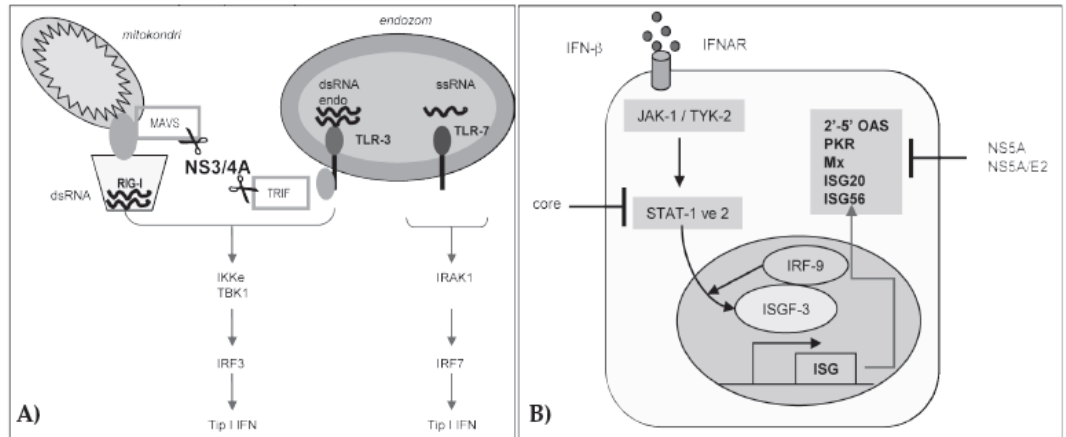 mitokondri
MAVS
NS3/4A
dsRNA
RIG-I
TRIF
endozom
dsRNA
endo
ssRNA
TLR-3
TLR-7
IKKe
TBK1
IRF3
Tip I IFN
IRAK1
IRF7
Tip I IFN
A)
IFN-β
IFNAR
JAK-1 / TYK-2
core
STAT-1 ve 2
2'-5' OAS
PKR
Mx
ISG20
ISG56
NS5A
NS5A/E2
IRF-9
ISGF-3
ISG
B)